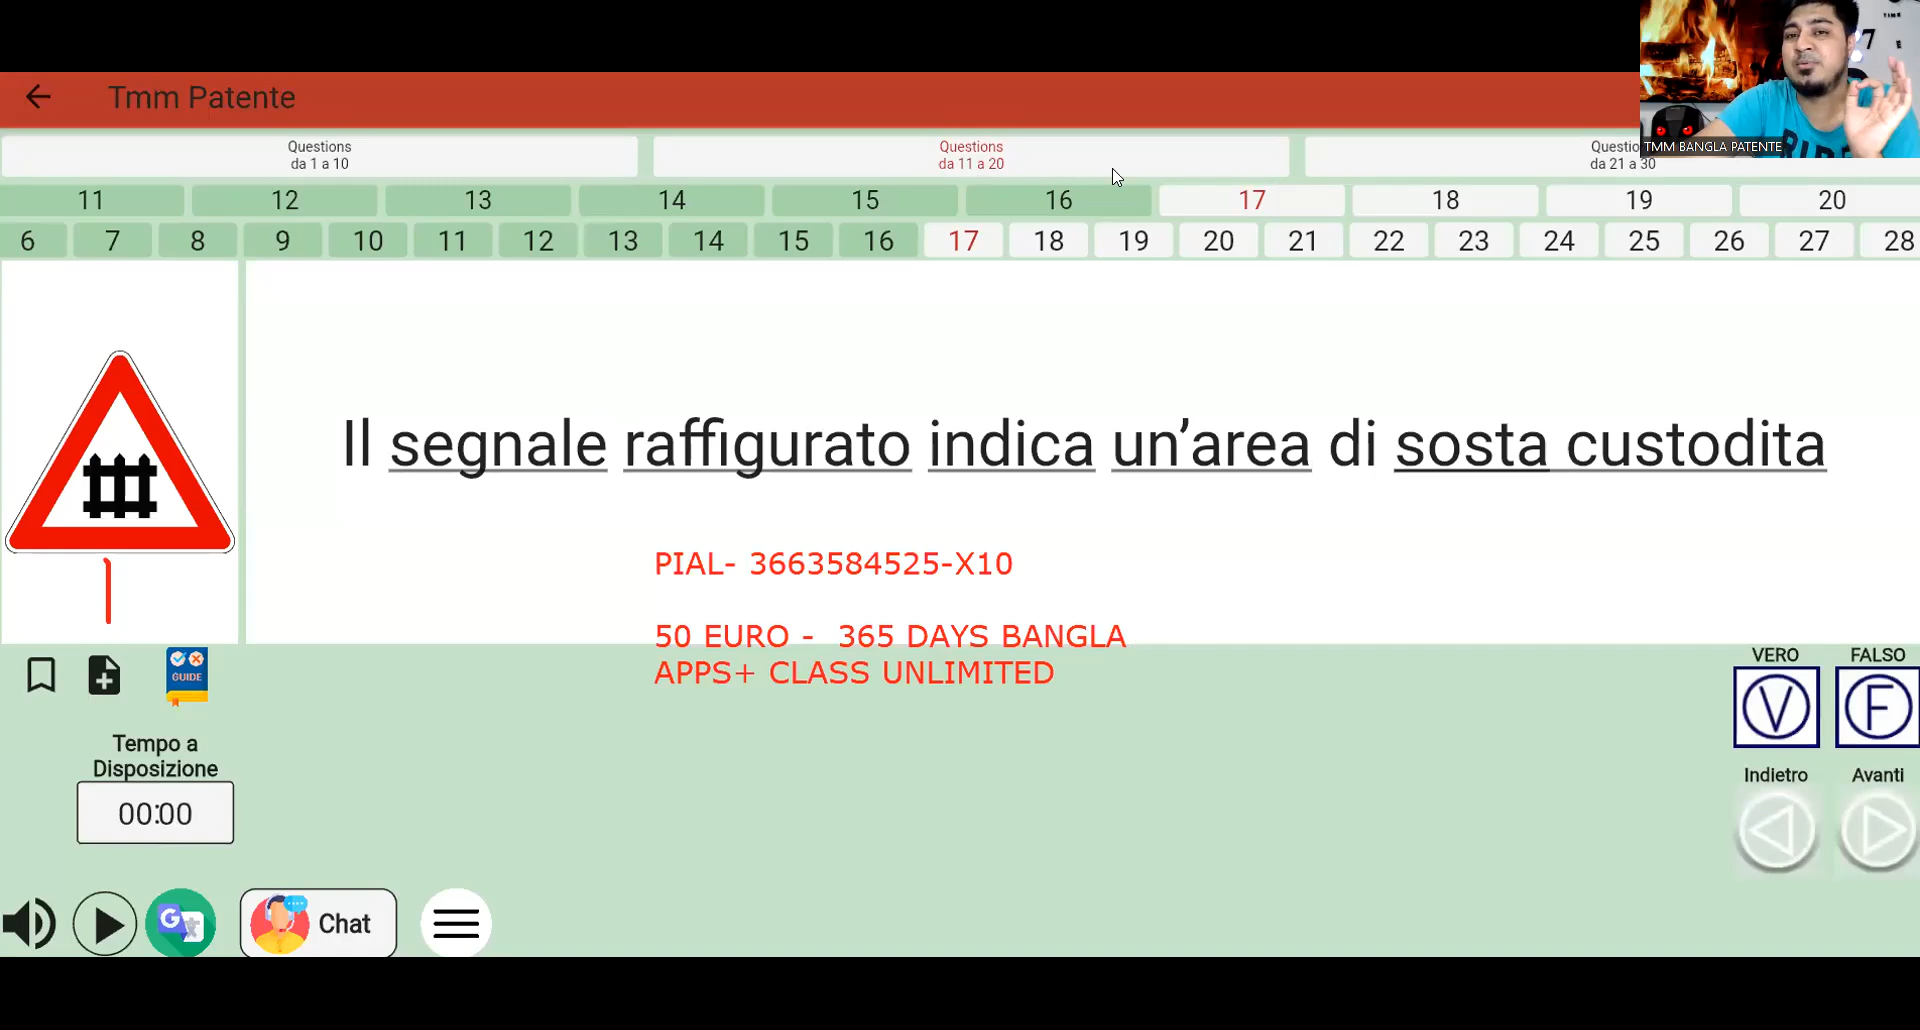 Tmm Patente
TIME
7
TMM BANGLA PATENTE
Questions
da 1 a 10
Questions
da 11 a 20
da 21 a 30
11 12 13 14 15 16 17 18 19 20
6 7 8 9 10 11 12 13 14 15 16 17 18 19 20 21 22 23 24 25 26 27 28
Il segnale raffigurato indica un’area di sosta custodita
PIAL- 3663584525-X10
50 EURO - 365 DAYS BANGLA
APPS+ CLASS UNLIMITED
GUIDE
VERO FALSO
V F
Tempo a
Disposizione
00:00
Indietro Avanti
G
Chat